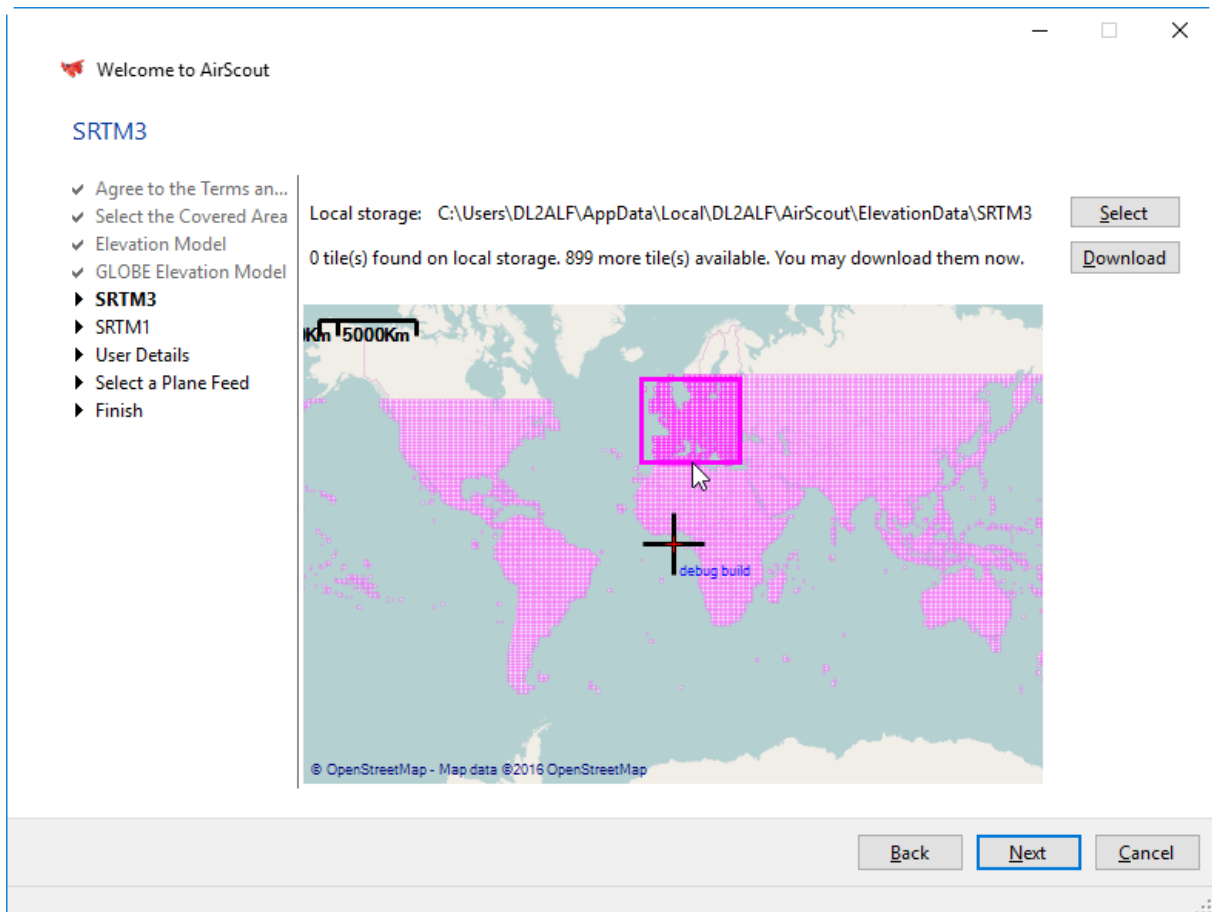 Welcome to AirScout
SRTM3
Agree to the Terms an...
Select the Covered Area
Elevation Model
GLOBE Elevation Model
SRTM3
SRTM1
User Details
Select a Plane Feed
Finish
Local storage: C:\Users\DL2ALF\AppData\Local\DL2ALF\AirScout\ElevationData\SRTM3 Select
0 tile(s) found on local storage. 899 more tile(s) available. You may download them now. Download
Km 5000Km
debug build
© OpenStreetMap - Map data ©2016 OpenStreetMap
Back Next Cancel